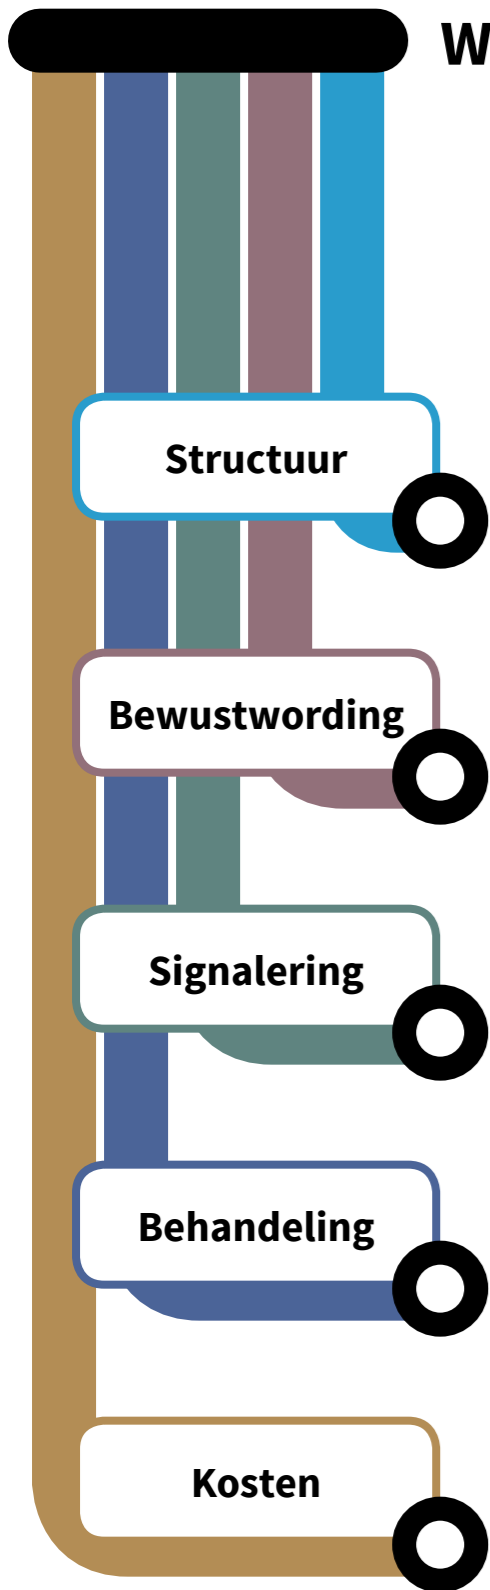 W
Structuur
Bewustwording
Signalering
Behandeling
Kosten